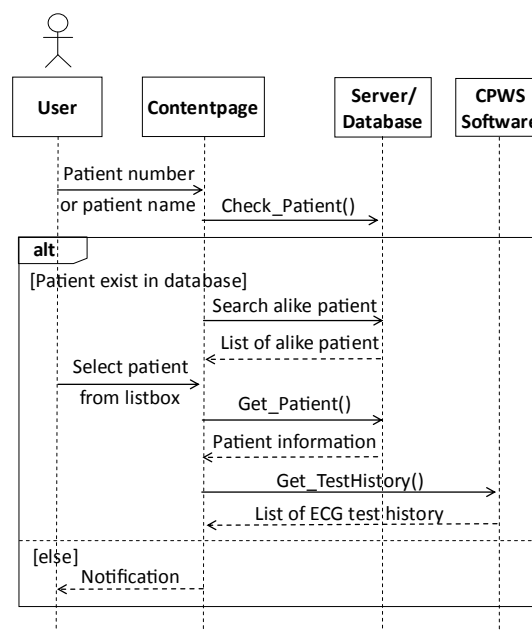 User
Contentpage
Server/
Database
CPWS
Software
Patient number
or patient name
Check_Patient()
alt
[Patient exist in database]
Search alike patient
List of alike patient
Select patient
from listbox
Get_Patient()
Patient information
Get_TestHistory()
List of ECG test history
[else]
Notification